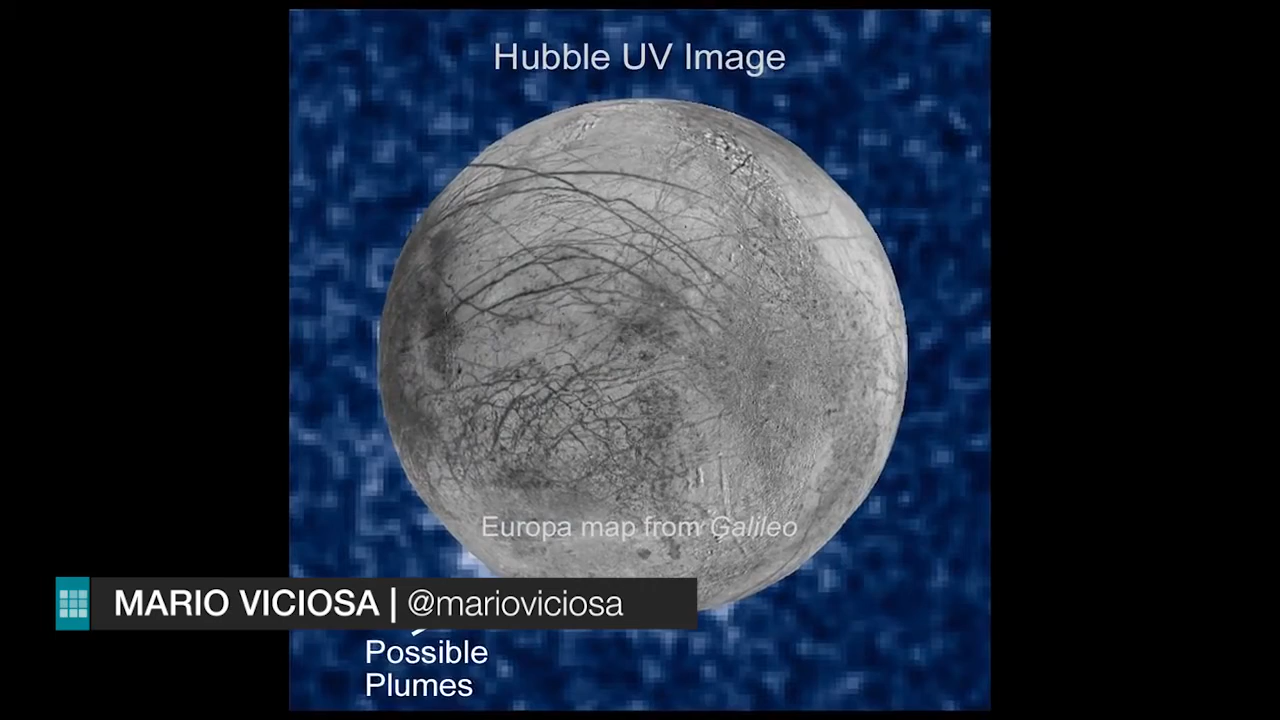 Hubble UV Image
Europa map from Galileo
MARIO VICIOSA | @marioviciosa
Possible
Plumes